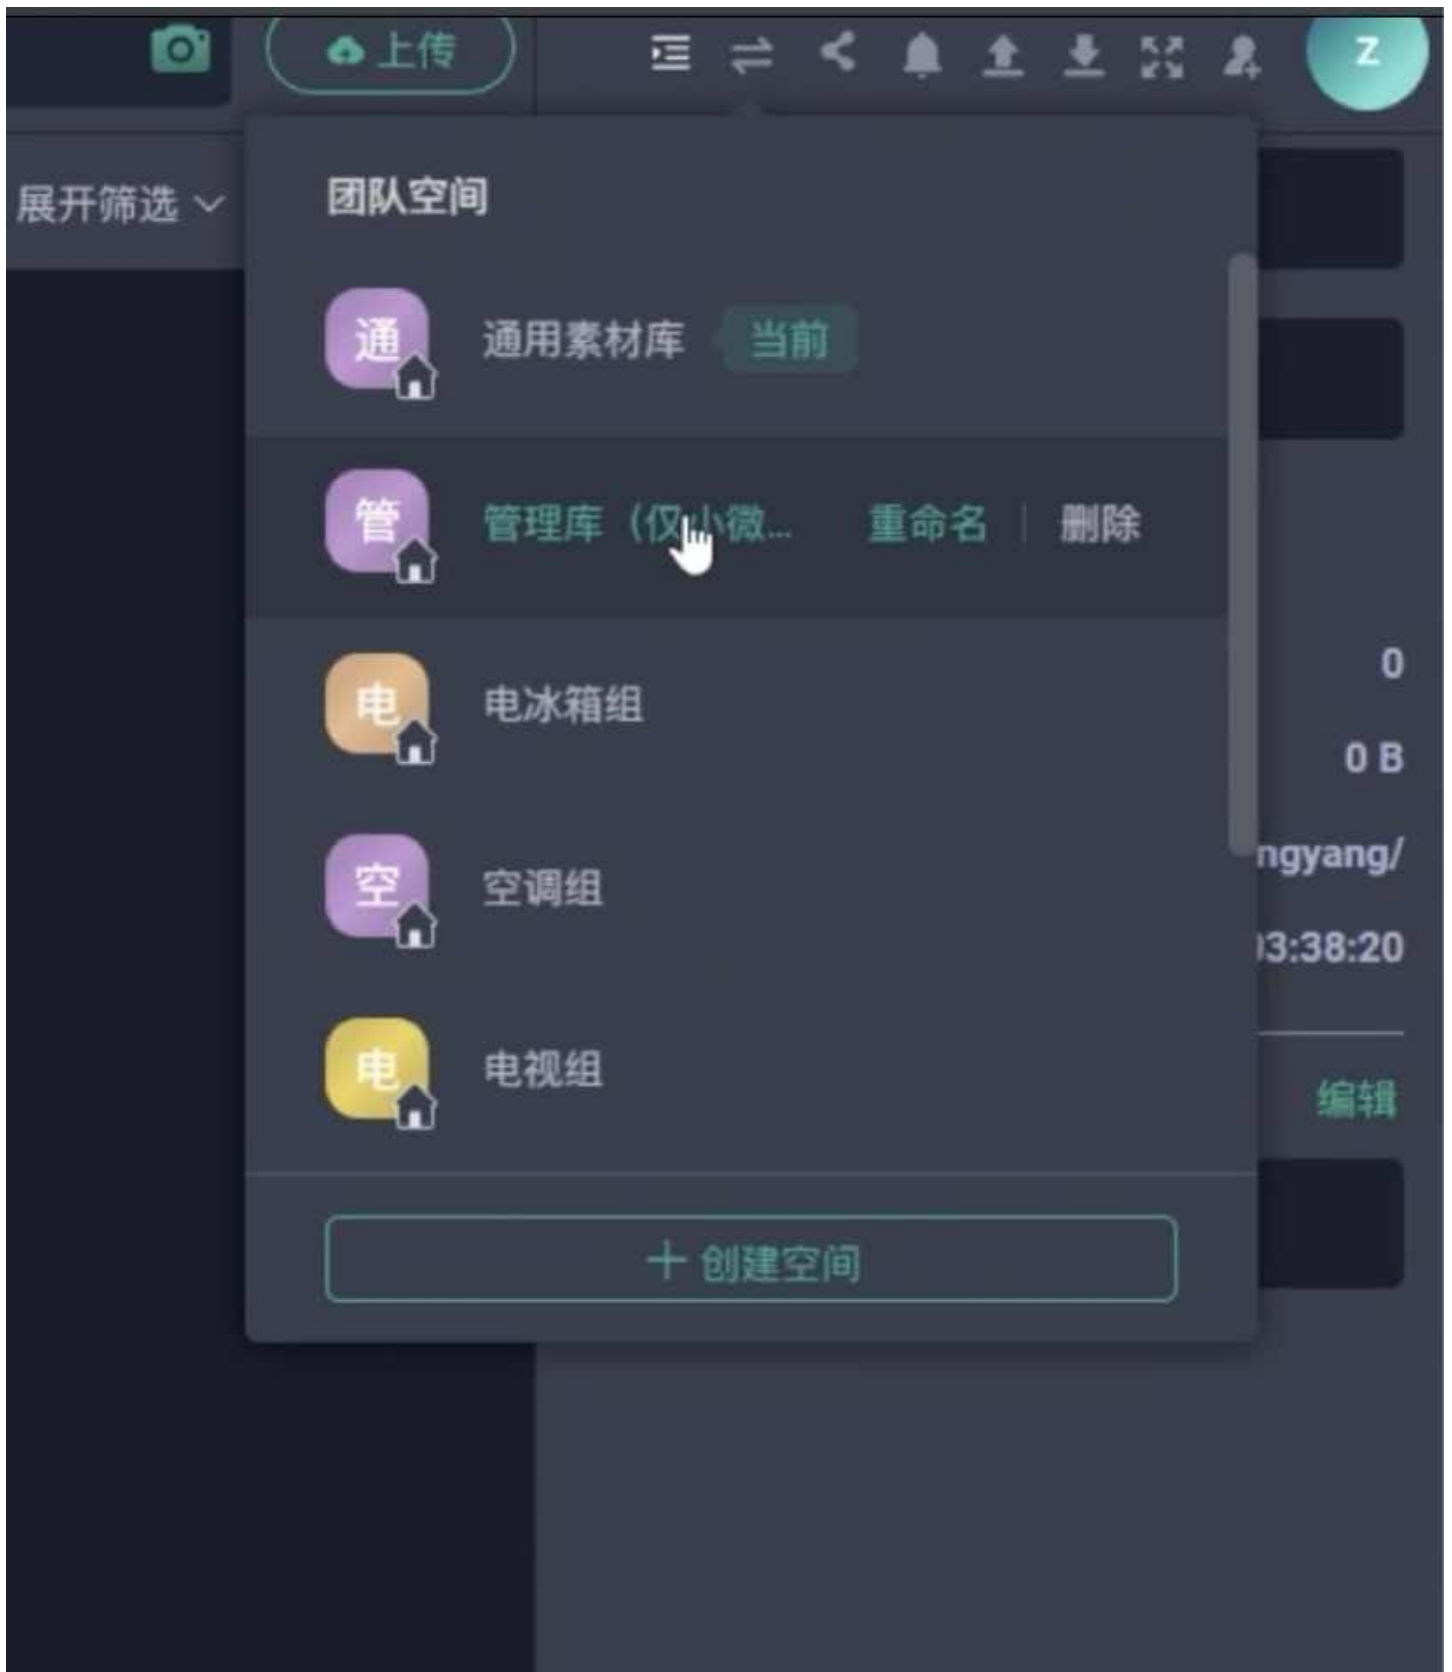 上传
Z
展开筛选
团队空间
通 通用素材库 当前
管 管理库（仅小微... 重命名 删除
电 电冰箱组
0
0 B
空 空调组
ngyang/
03:38:20
电 电视组
编辑
创建空间